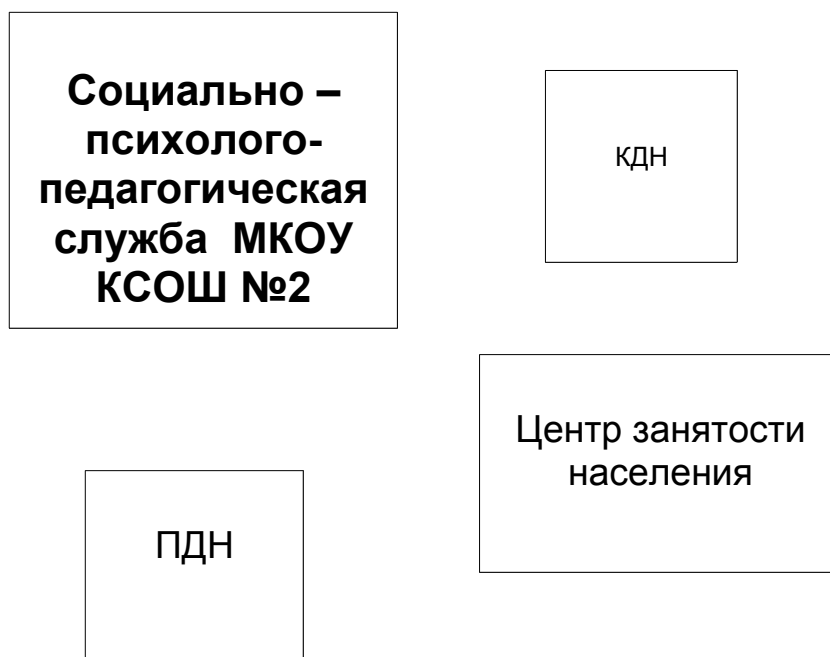 Социально –
психолого-
педагогическая
служба МКОУ
КСОШ №2
КДН
Центр занятости
населения
ПДН